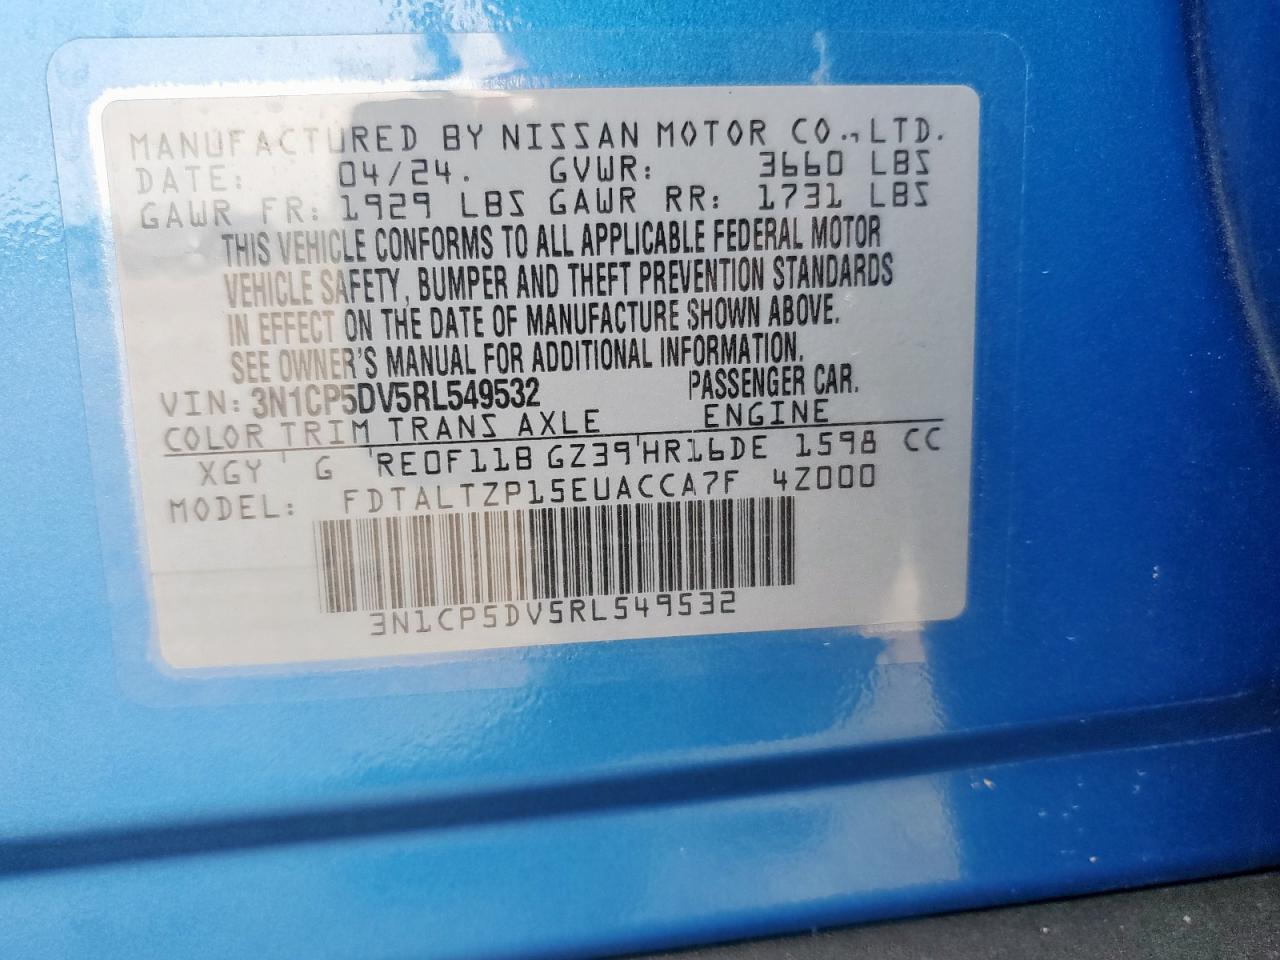 MANUFACTURED BY NISSAN MOTOR CO., LTD.
DATE: 04/24. GVWR: 3660 LBS
GAWR FR: 1929 LBS GAWR RR: 1731 LBS
THIS VEHICLE CONFORMS TO ALL APPLICABLE FEDERAL MOTOR
VEHICLE SAFETY, BUMPER AND THEFT PREVENTION STANDARDS
IN EFFECT ON THE DATE OF MANUFACTURE SHOWN ABOVE.
SEE OWNER'S MANUAL FOR ADDITIONAL INFORMATION.
VIN: 3N1CP5DV5RL549532 PASSENGER CAR.
COLOR TRIM TRANS AXLE ENGINE
XGY ' G 'RE0F11B GZ39'HR16DE 1598 CC
MODEL: FDTALTZP15EUACCA7F 4Z000
3N1CP5DV5RL549532